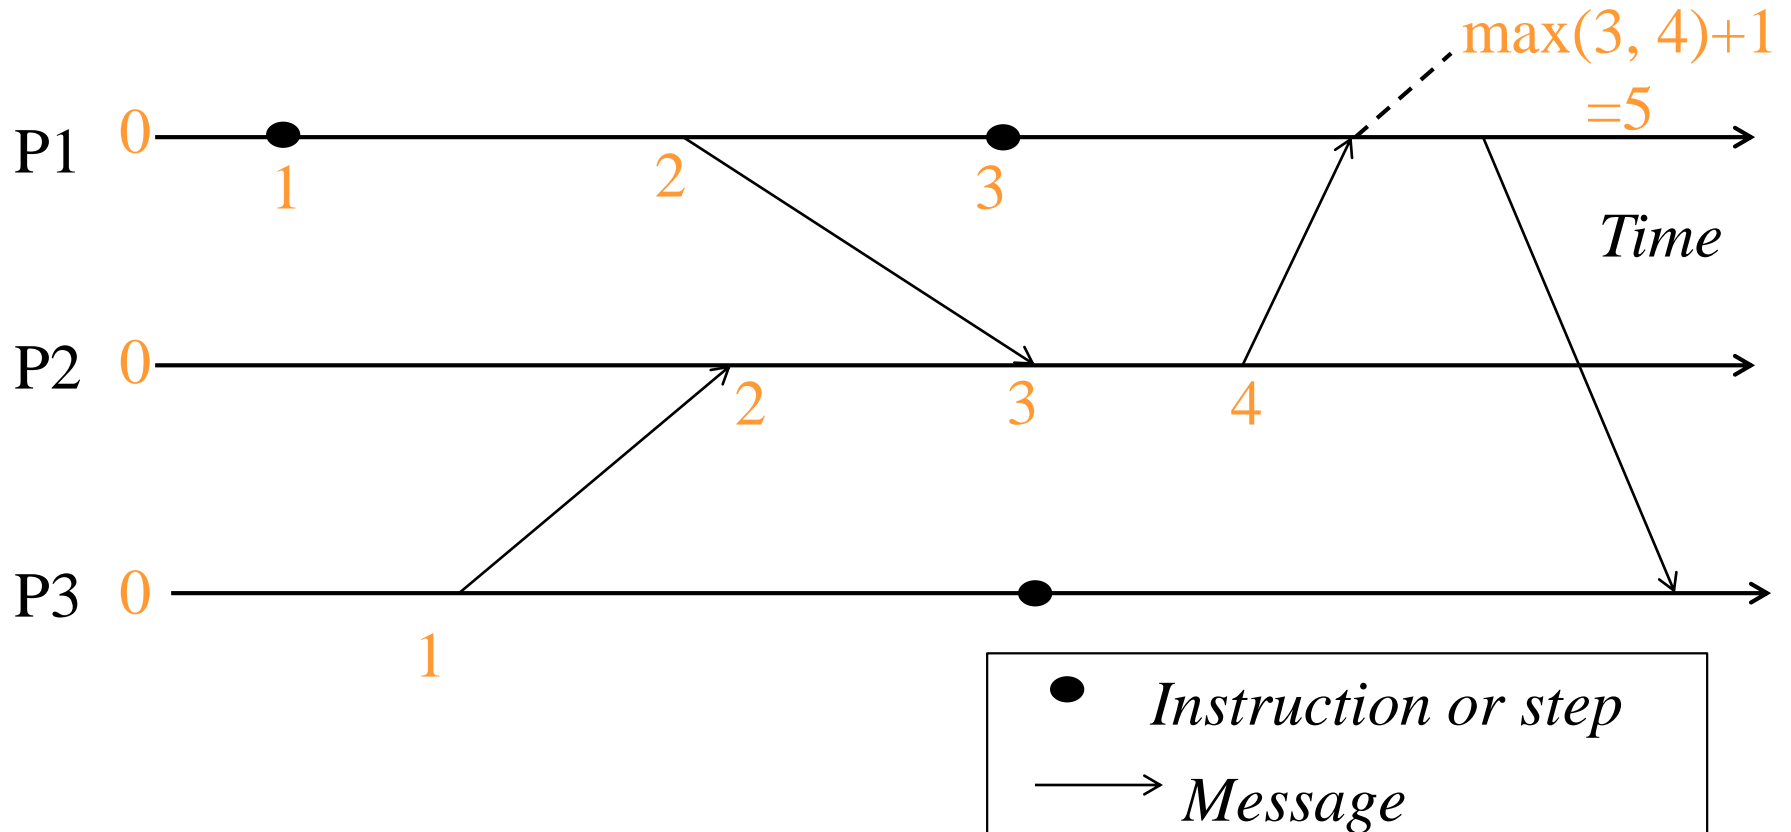 max(3, 4)+1
=5
P1 0
1 2 3
Time
P2 0
2 3 4
P3 0
1
Instruction or step
Message